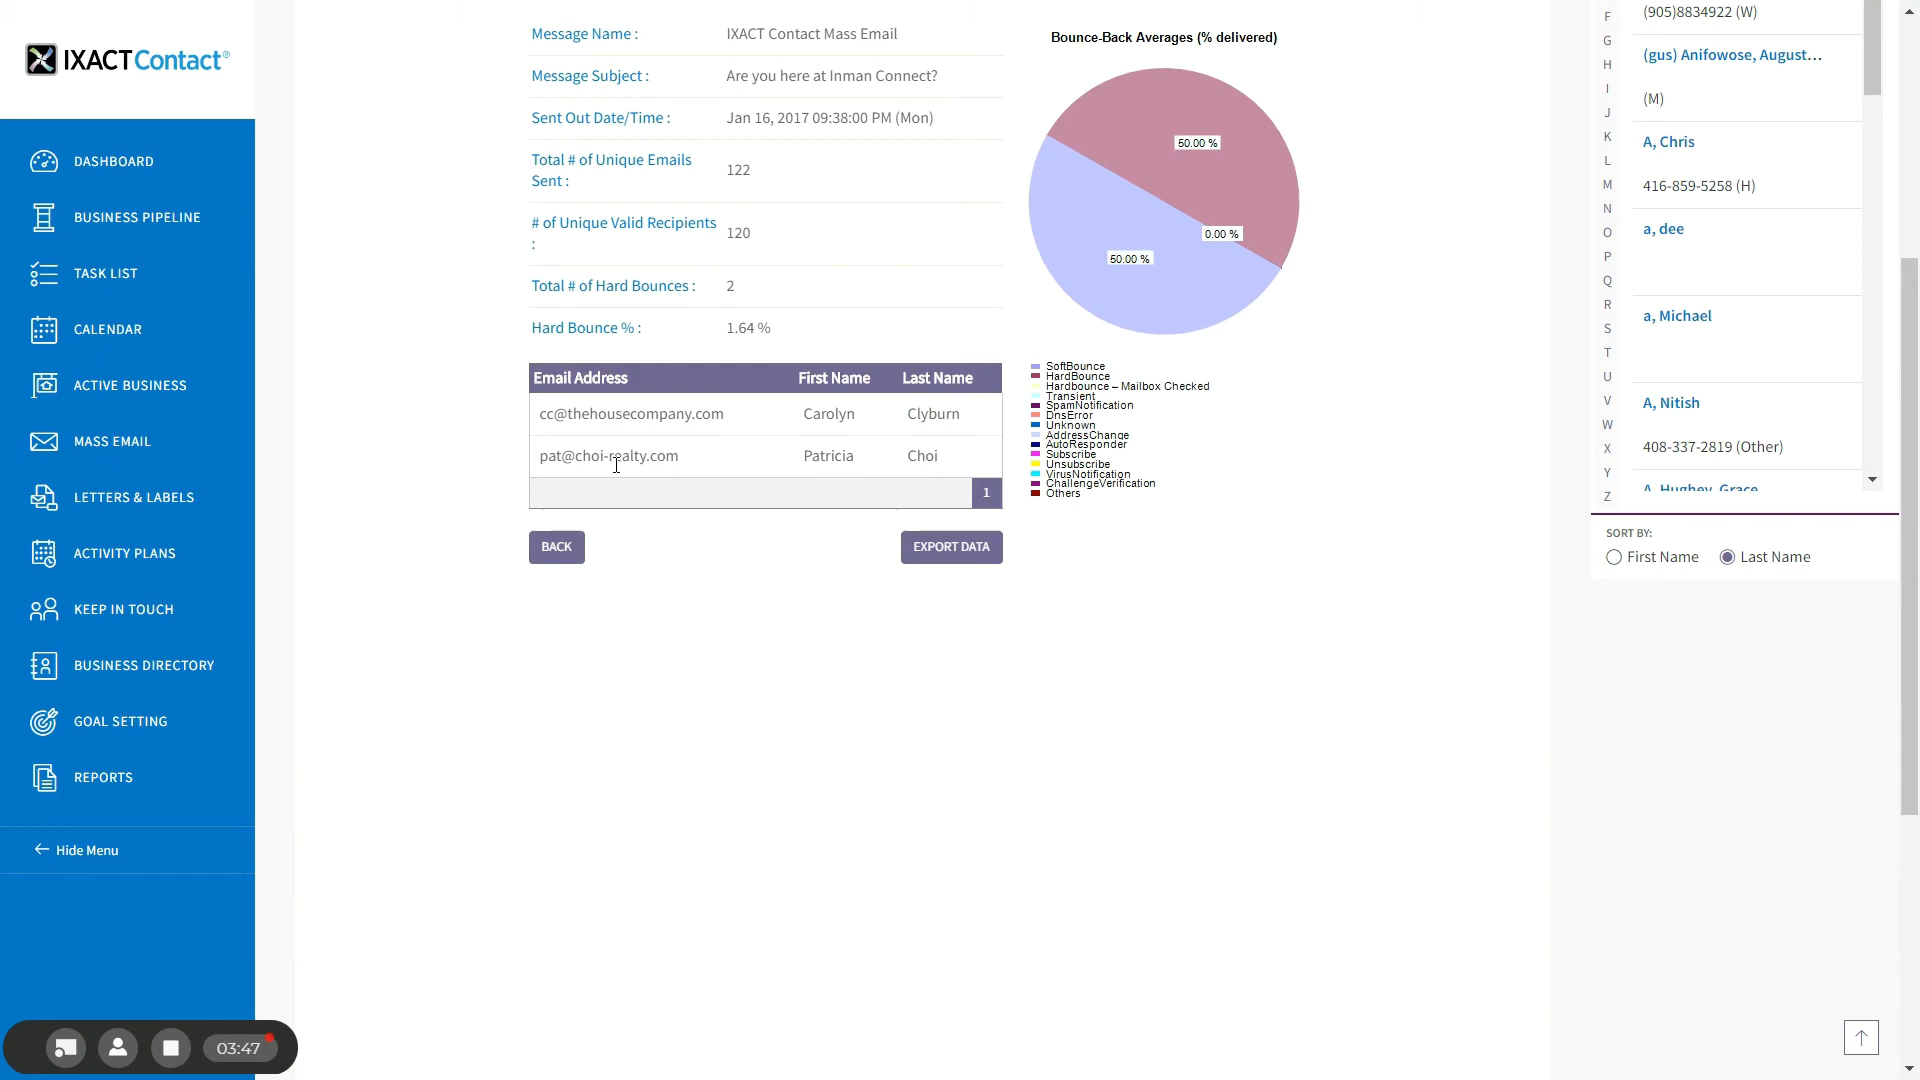 IXACTContact®
DASHBOARD
BUSINESS PIPELINE
TASK LIST
CALENDAR
ACTIVE BUSINESS
MASS EMAIL
LETTERS & LABELS
ACTIVITY PLANS
KEEP IN TOUCH
BUSINESS DIRECTORY
GOAL SETTING
REPORTS
Hide Menu
03:47
Message Name : IXACT Contact Mass Email
Message Subject : Are you here at Inman Connect?
Sent Out Date/Time : Jan 16, 2017 09:38:00 PM (Mon)
Total # of Unique Emails
Sent : 122
# of Unique Valid Recipients
: 120
Total # of Hard Bounces : 2
Hard Bounce % : 1.64 %
Email Address First Name Last Name
cc@thehousecompany.com Carolyn Clyburn
pat@choi-realty.com Patricia Choi
1
BACK EXPORT DATA
Bounce-Back Averages (% delivered)
50.00 %
0.00 %
50.00 %
SoftBounce
HardBounce
Hardbounce – Mailbox Checked
Transient
SpamNotification
DnsError
Unknown
AddressChange
AutoResponder
Subscribe
Unsubscribe
VirusNotification
ChallengeVerification
Others
F
G
H
I
J
K
L
M
N
O
P
Q
R
S
T
U
V
W
X
Y
Z
(905)8834922 (W)
(gus) Anifowose, August...
(M)
A, Chris
416-859-5258 (H)
a, dee
a, Michael
A, Nitish
408-337-2819 (Other)
A, Hughey, Grace
SORT BY:
First Name Last Name